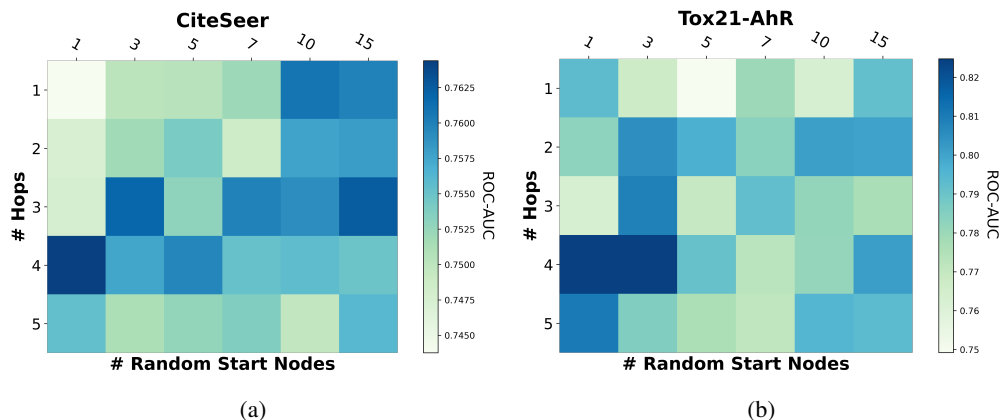 CiteSeer
1 3 5 7 10 15
# Hops
1
2
3
4
5
# Random Start Nodes
0.7625
0.7600
0.7575
0.7550
0.7525
0.7500
0.7475
0.7450
ROC-AUC
(a)
Tox21-AhR
1 3 5 7 10 15
# Hops
1
2
3
4
5
# Random Start Nodes
0.82
0.81
0.80
0.79
0.78
0.77
0.76
0.75
ROC-AUC
(b)